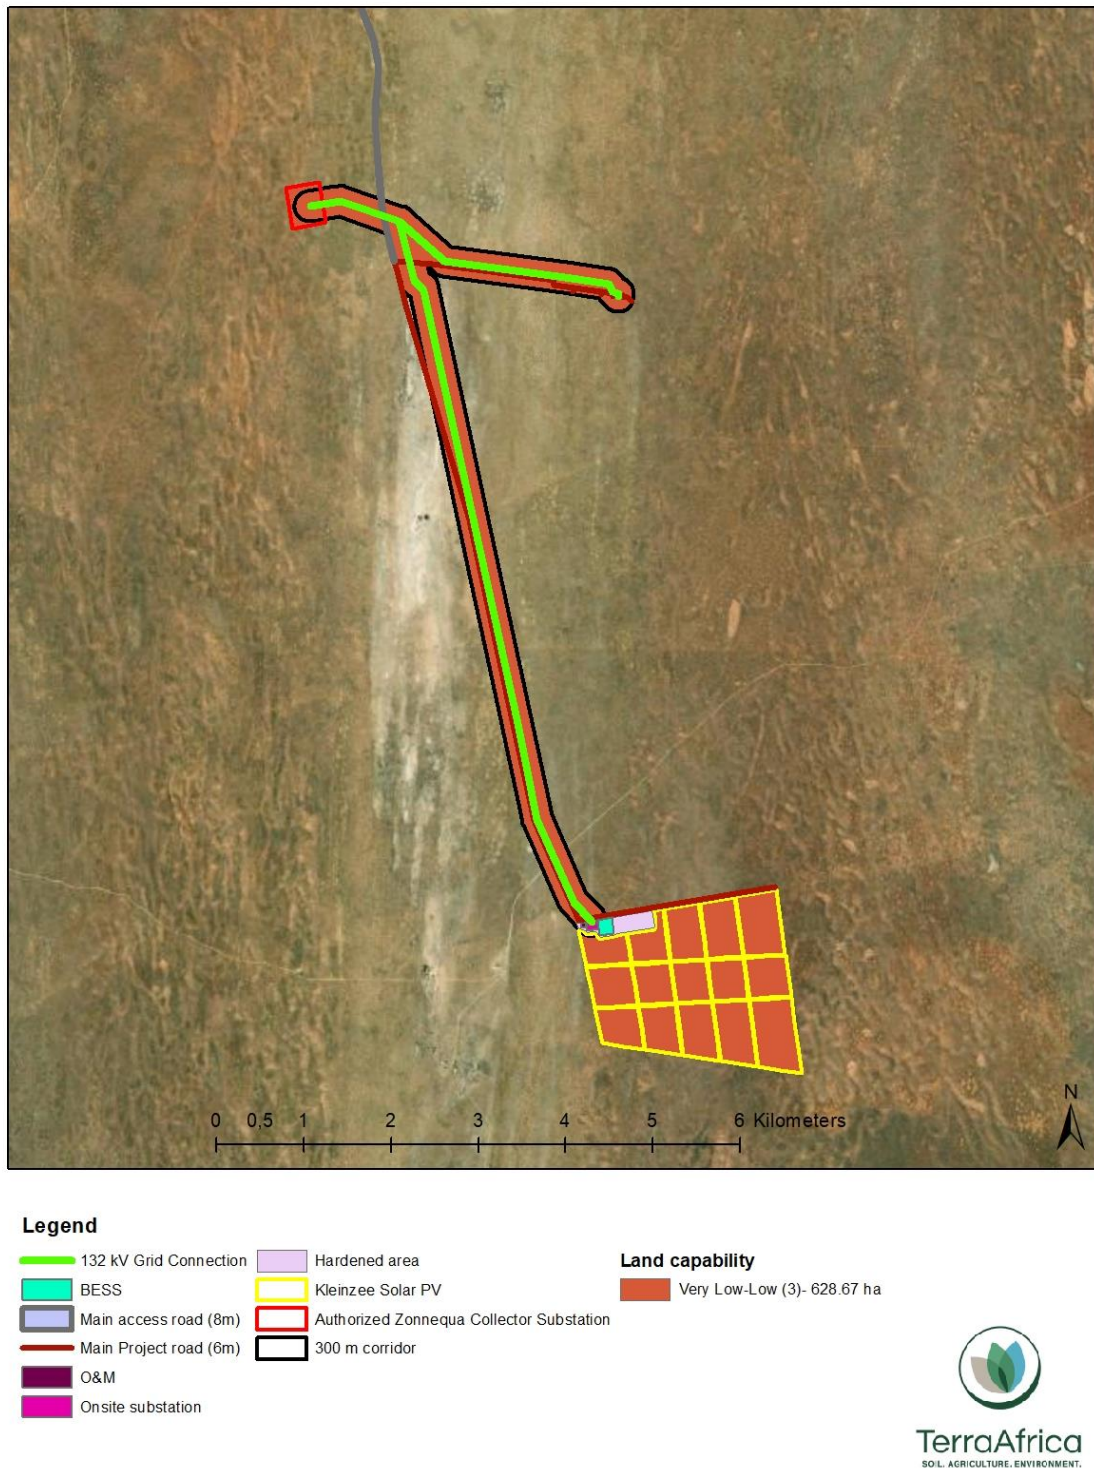 0 0,5 1 2 3 4 5 6 Kilometers
N
Legend
132 kV Grid Connection
BESS
Main access road (8m)
Main Project road (6m)
O&M
Onsite substation
Hardened area
Kleinzee Solar PV
Authorized Zonnequa Collector Substation
300 m corridor
Land capability
Very Low-Low (3)- 628.67 ha
TerraAfrica
SOIL. AGRICULTURE. ENVIRONMENT.